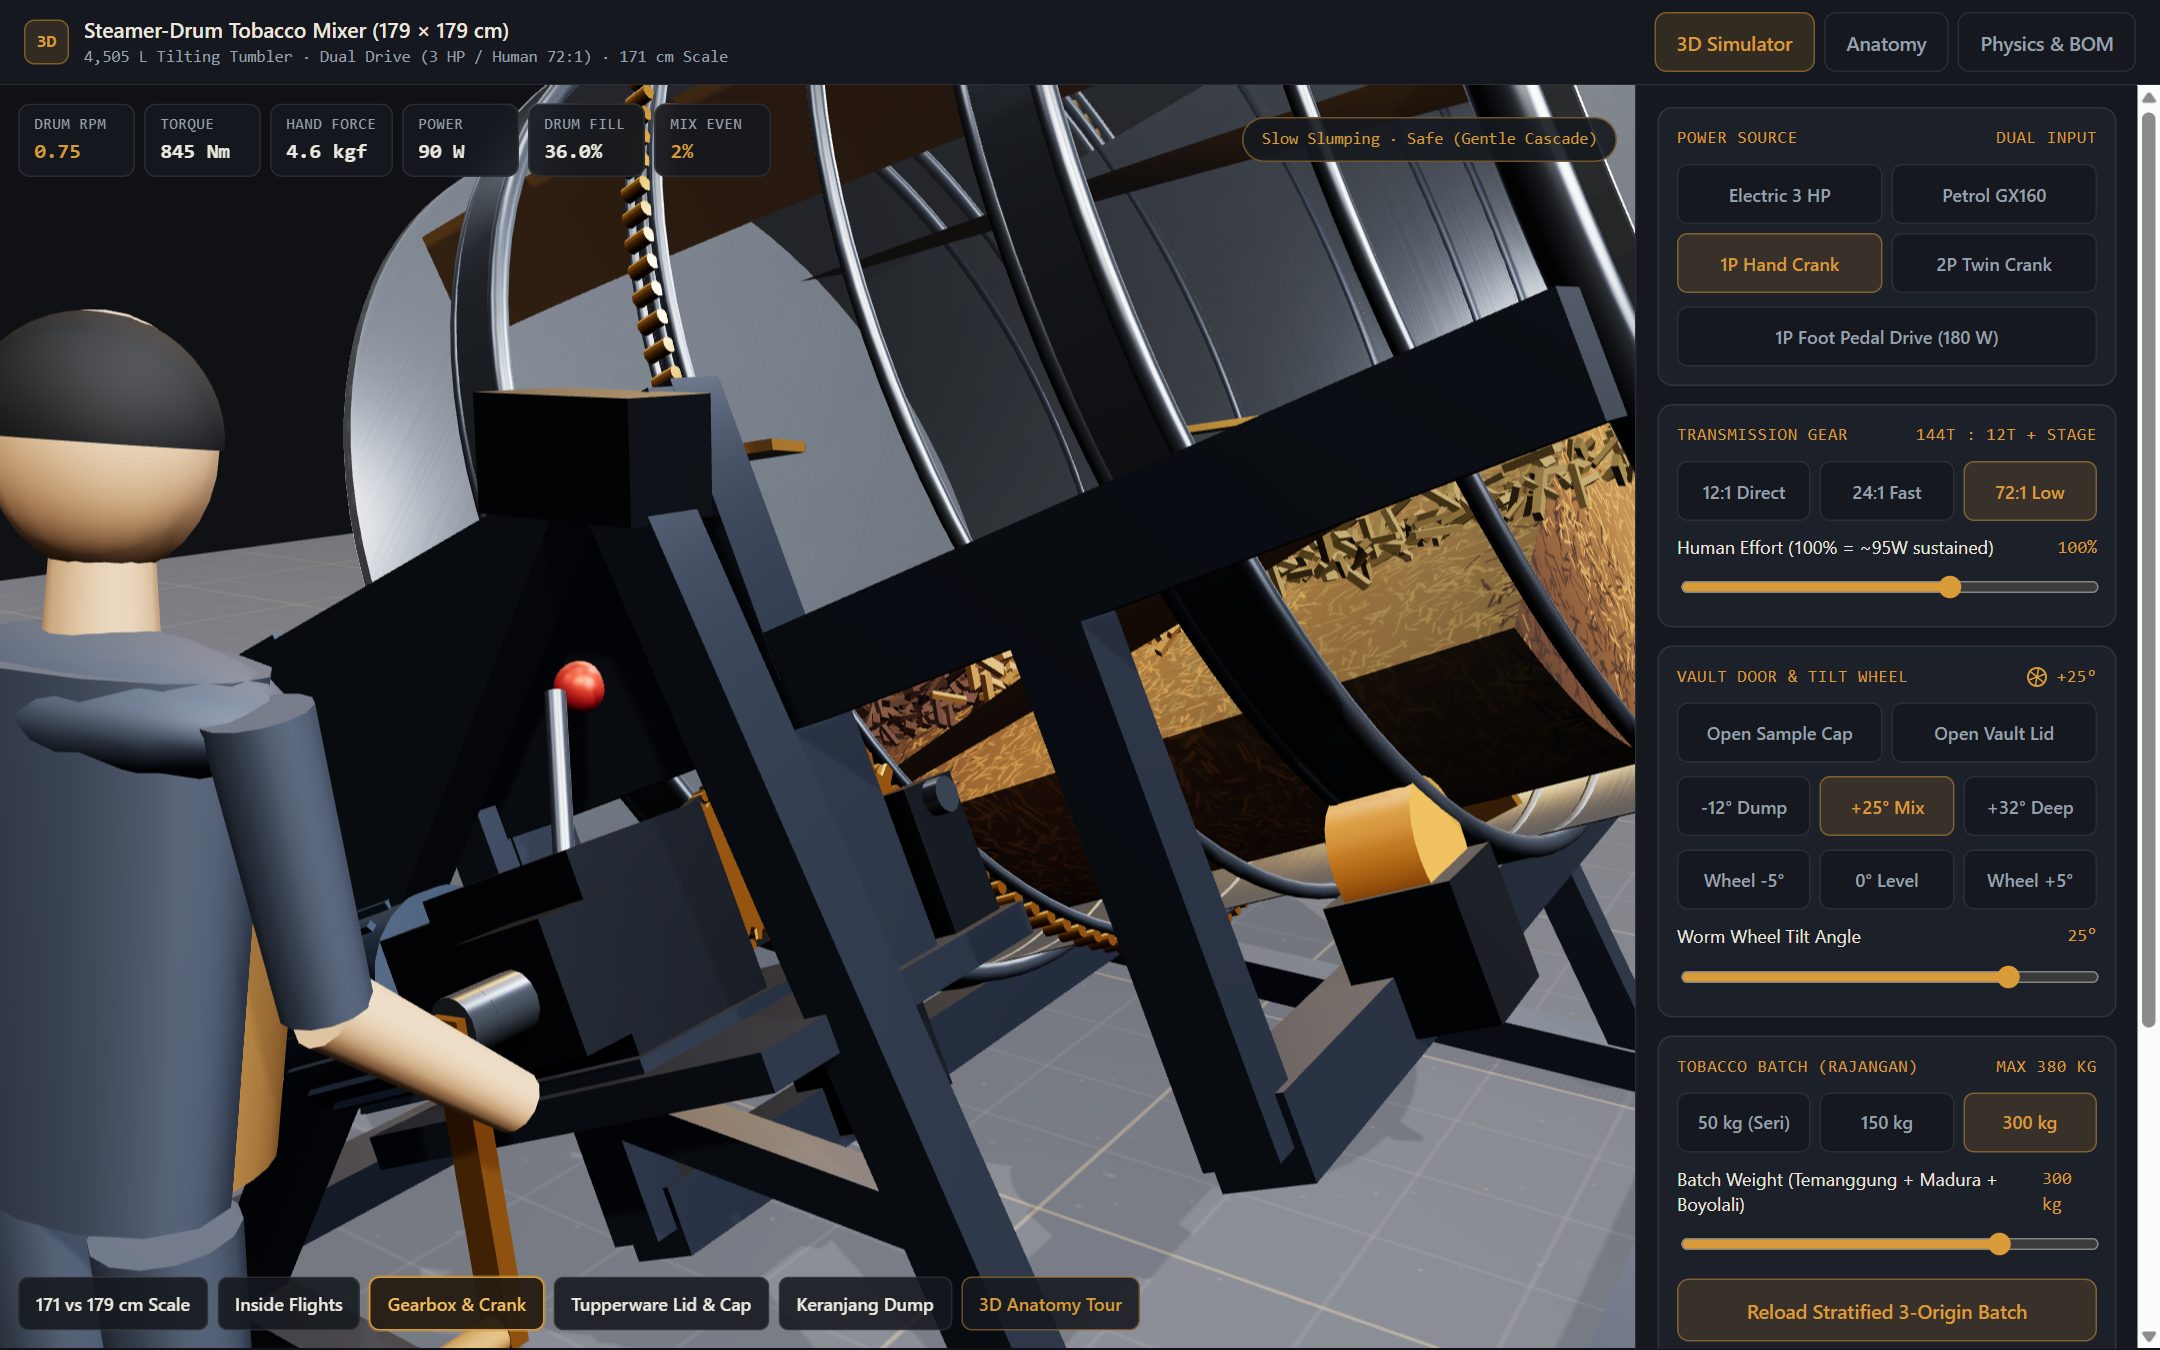 3D
Steamer-Drum Tobacco Mixer (179 × 179 cm)
4,505 L Tilting Tumbler · Dual Drive (3 HP / Human 72:1) · 171 cm Scale
3D Simulator
Anatomy
Physics & BOM
DRUM RPM
0.75
TORQUE
845 Nm
HAND FORCE
4.6 kgf
POWER
90 W
DRUM FILL
36.0%
MIX EVEN
2%
Slow Slumping · Safe (Gentle Cascade)
POWER SOURCE
DUAL INPUT
Electric 3 HP
Petrol GX160
1P Hand Crank
2P Twin Crank
1P Foot Pedal Drive (180 W)
TRANSMISSION GEAR
144T : 12T + STAGE
12:1 Direct
24:1 Fast
72:1 Low
Human Effort (100% = ~95W sustained)
100%
VAULT DOOR & TILT WHEEL
+25°
Open Sample Cap
Open Vault Lid
-12° Dump
+25° Mix
+32° Deep
Wheel -5°
0° Level
Wheel +5°
Worm Wheel Tilt Angle
25°
TOBACCO BATCH (RAJANGAN)
MAX 380 KG
50 kg (Seri)
150 kg
300 kg
Batch Weight (Temanggung + Madura +
Boyolali)
300
kg
Reload Stratified 3-Origin Batch
171 vs 179 cm Scale
Inside Flights
Gearbox & Crank
Tupperware Lid & Cap
Keranjang Dump
3D Anatomy Tour